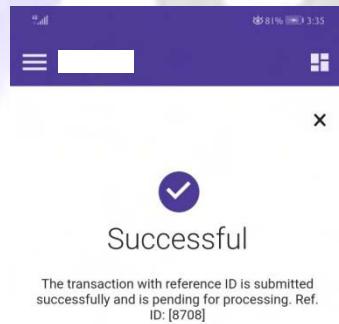 4G 81% 3:35
Successful
The transaction with reference ID is submitted
successfully and is pending for processing. Ref.
ID: [8708]